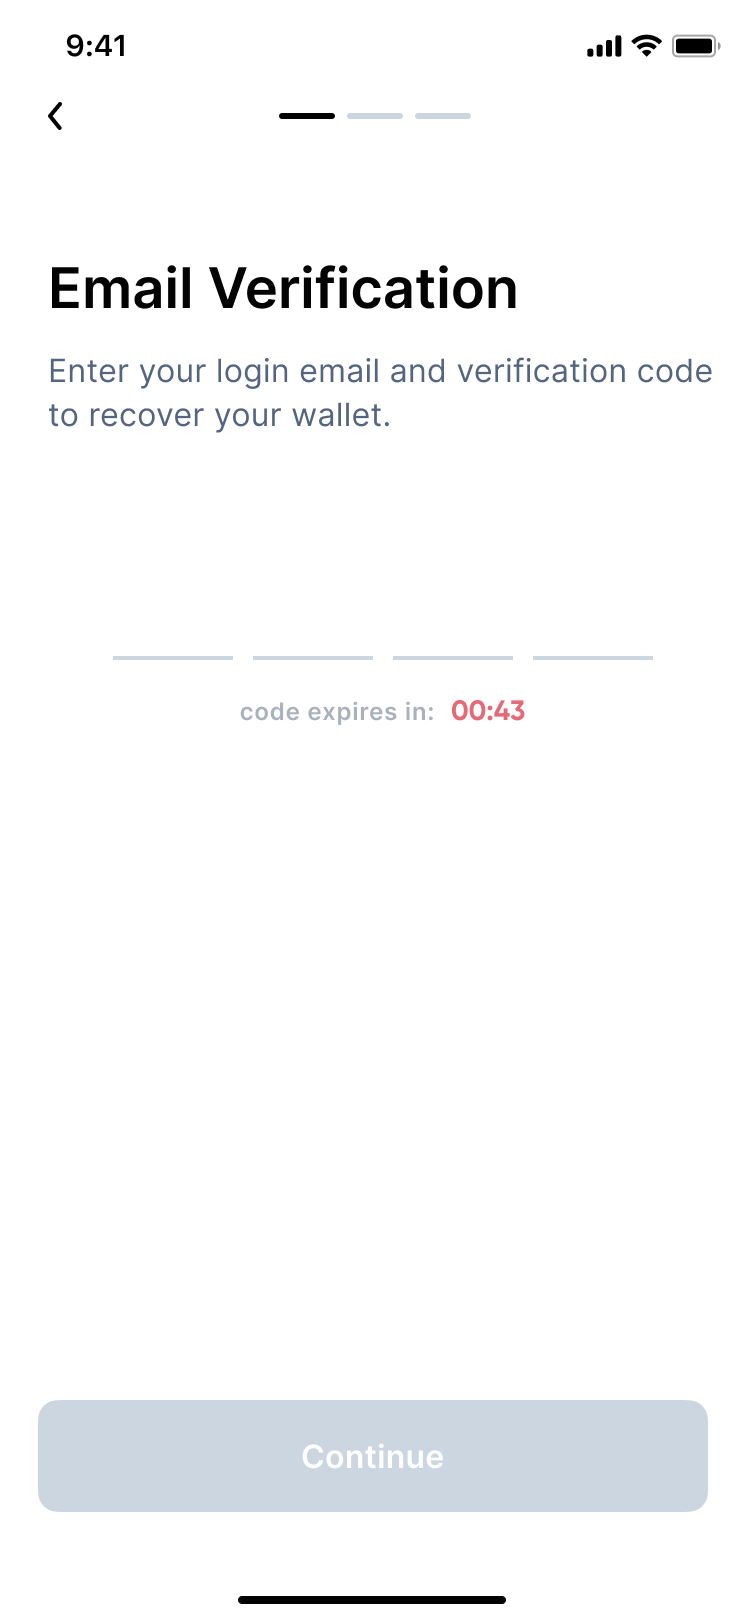 9:41
Email Verification
Enter your login email and verification code
to recover your wallet.
code expires in: 00:43
Continue